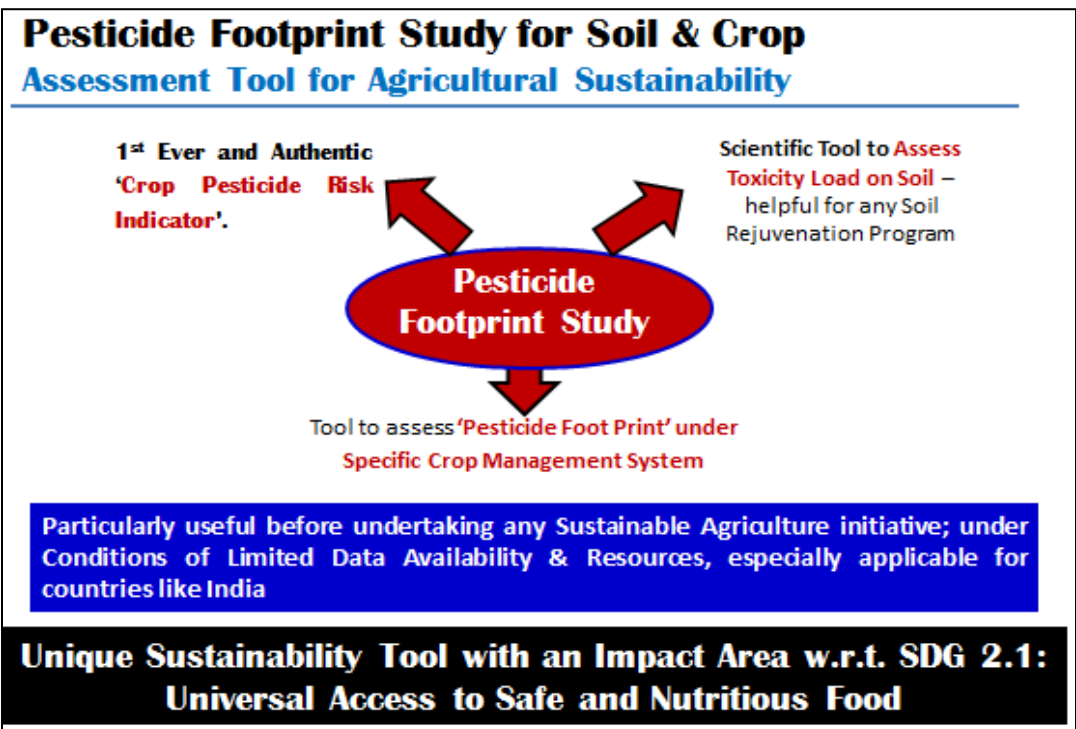 Pesticide Footprint Study for Soil & Crop
Assessment Tool for Agricultural Sustainability
1st Ever and Authentic
‘Crop Pesticide Risk
Indicator'.
Scientific Tool to Assess
Toxicity Load on Soil –
helpful for any Soil
Rejuvenation Program
Pesticide
Footprint Study
Tool to assess ‘Pesticide Foot Print’ under
Specific Crop Management System
Particularly useful before undertaking any Sustainable Agriculture initiative; under
Conditions of Limited Data Availability & Resources, especially applicable for
countries like India
Unique Sustainability Tool with an Impact Area w.r.t. SDG 2.1:
Universal Access to Safe and Nutritious Food